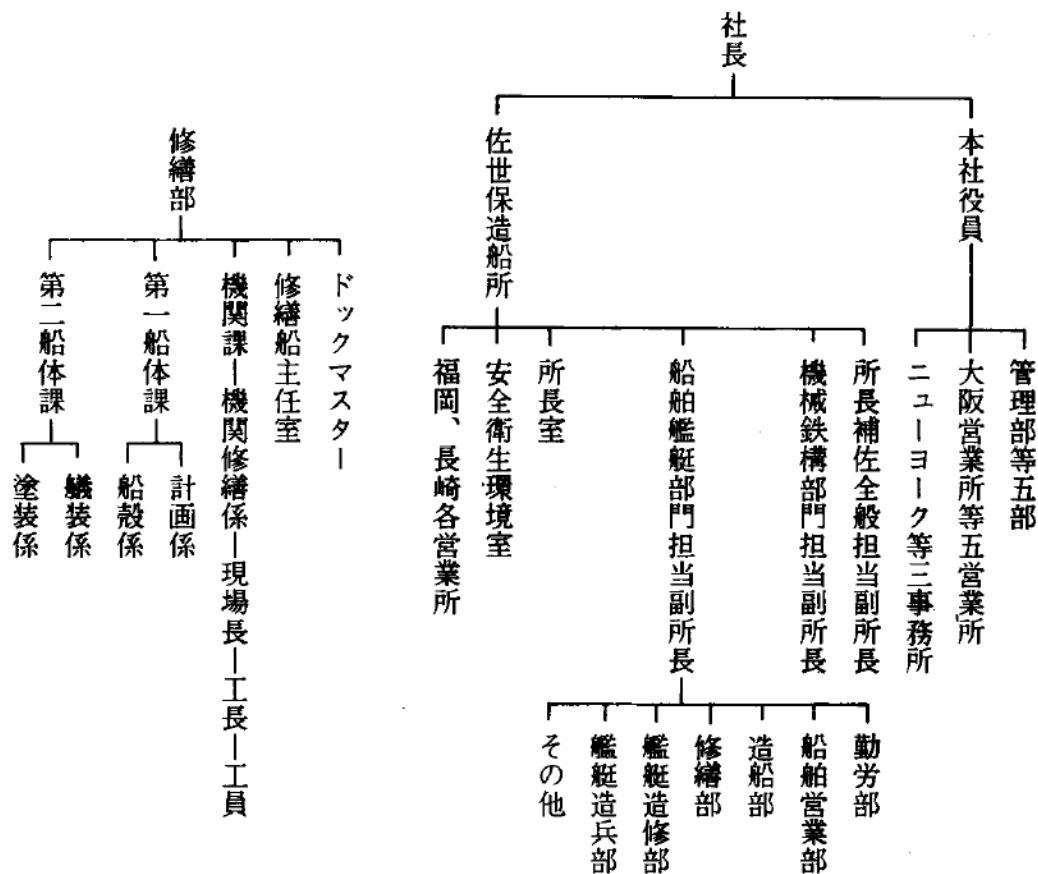 社長
本社役員
管理部等五部
大阪営業所等五営業所
ニューヨーク等三事務所
佐世保造船所
所長補佐全般担当副所長
機械鉄構部門担当副所長
船舶艦艇部門担当副所長
勤労部
船舶営業部
造船部
修繕部
艦艇造修部
艦艇造兵部
その他
所長室
安全衛生環境室
福岡、長崎各営業所
修繕部
ドックマスター
修繕船主任室
機関課―機関修繕係―現場長―工長―工員
第一船体課
計画係
船殻係
第二船体課
艤装係
塗装係